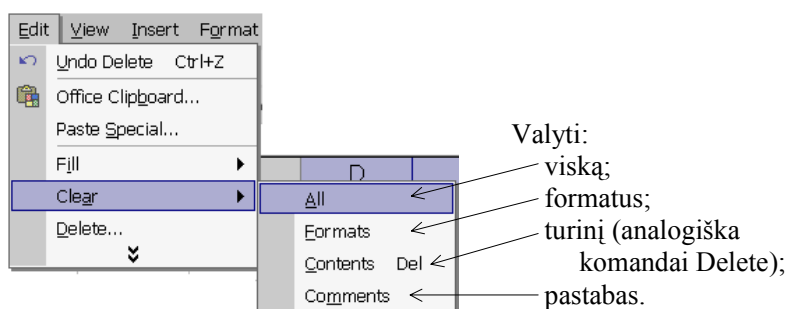 Edit View Insert Format
Undo Delete Ctrl+Z
Office Clipboard...
Paste Special...
Fill
Clear
Delete...
D
All
Formats
Contents Del
Comments
Valyti:
viską;
formatus;
turinį (analogiška
komandai Delete);
pastabas.